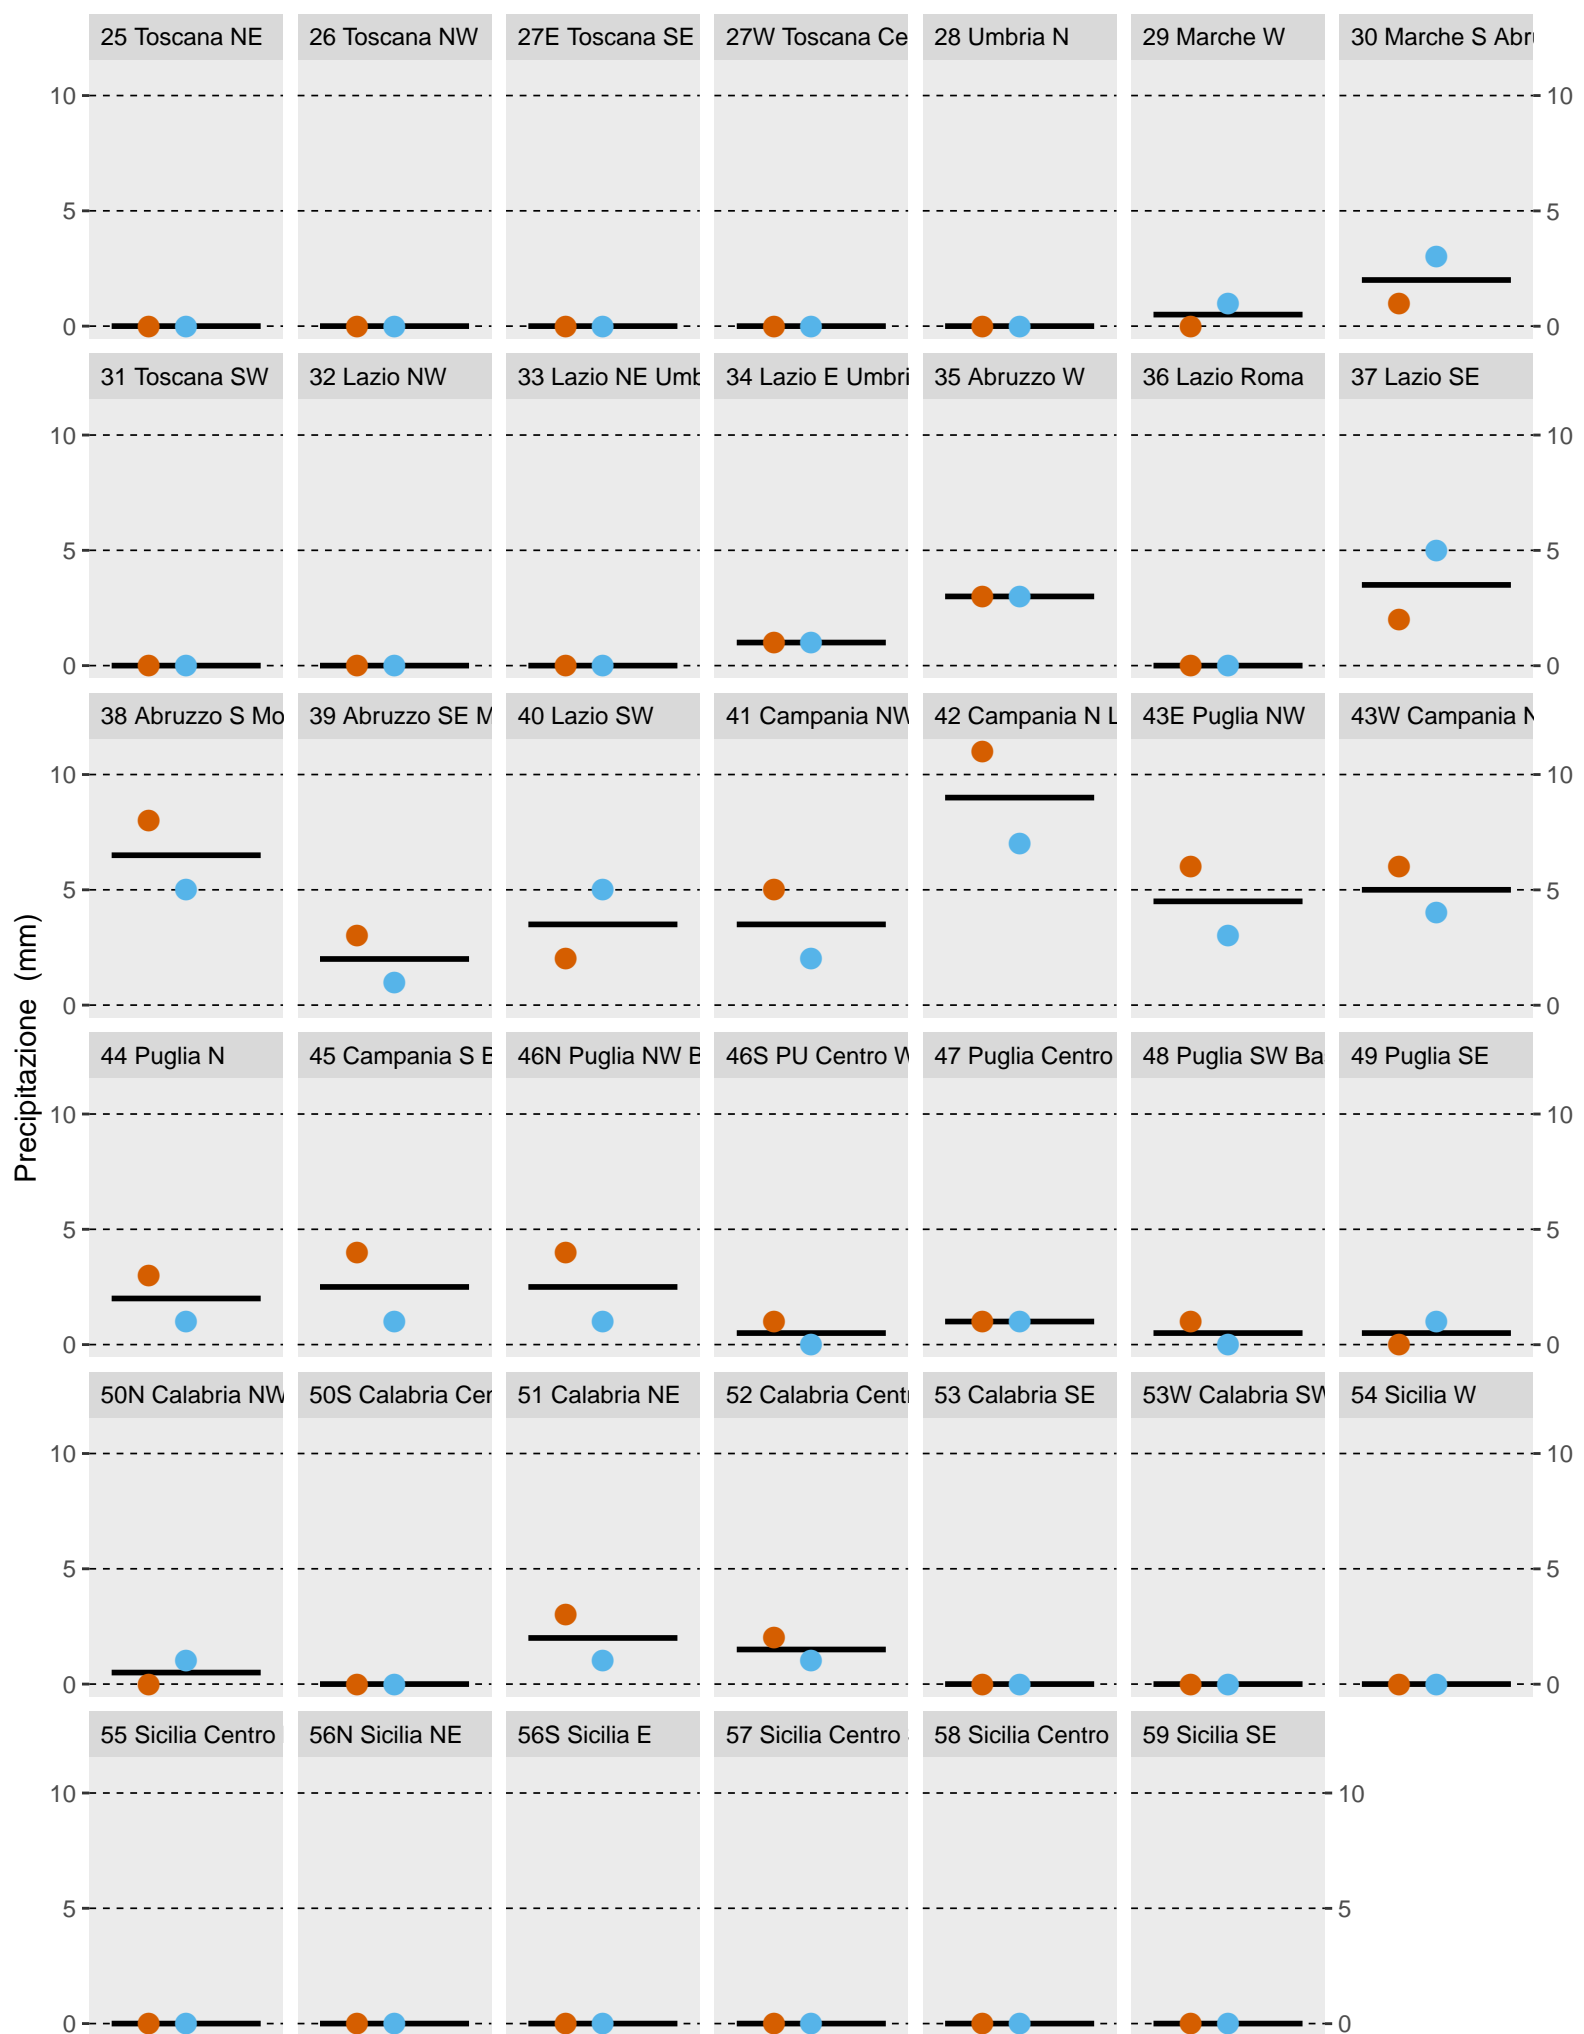 25 Toscana NE 26 Toscana NW 27E Toscana SE 27W Toscana Ce 28 Umbria N 29 Marche W 30 Marche S Abr
10 10
5 5
0 0
31 Toscana SW 32 Lazio NW 33 Lazio NE Umb 34 Lazio E Umbri 35 Abruzzo W 36 Lazio Roma 37 Lazio SE
10 10
5 5
0 0
38 Abruzzo S Mo 39 Abruzzo SE M 40 Lazio SW 41 Campania NW 42 Campania N L 43E Puglia NW 43W Campania N
10 10
5 5
0 0
Precipitazione (mm)
44 Puglia N 45 Campania S B 46N Puglia NW B 46S PU Centro W 47 Puglia Centro 48 Puglia SW Ba 49 Puglia SE
10 10
5 5
0 0
50N Calabria NW 50S Calabria Cen 51 Calabria NE 52 Calabria Centr 53 Calabria SE 53W Calabria SW 54 Sicilia W
10 10
5 5
0 0
55 Sicilia Centro 56N Sicilia NE 56S Sicilia E 57 Sicilia Centro 58 Sicilia Centro 59 Sicilia SE
10 10
5 5
0 0